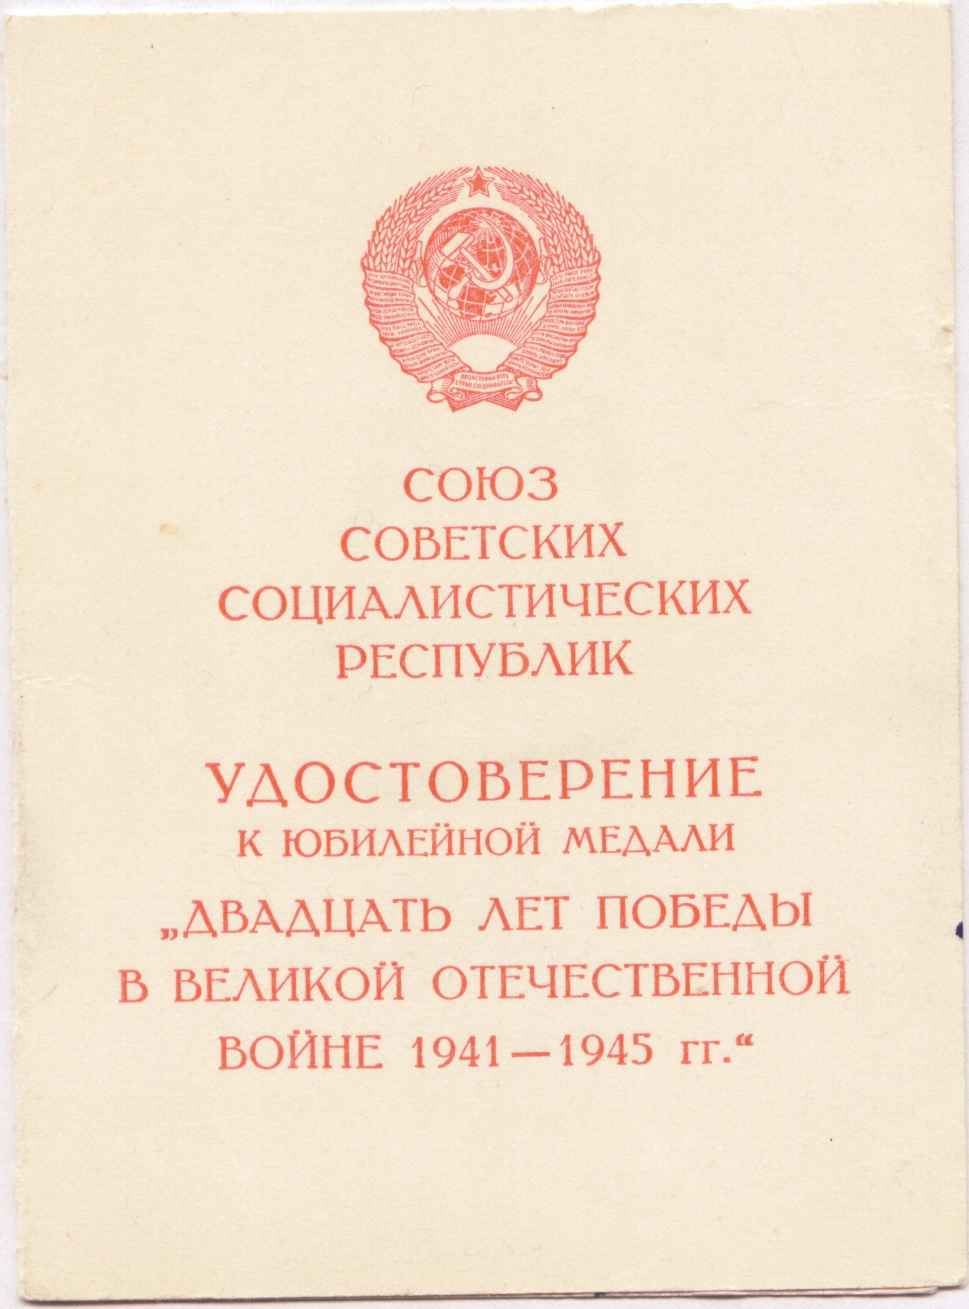 СОЮЗ
СОВЕТСКИХ
СОЦИАЛИСТИЧЕСКИХ
РЕСПУБЛИК
УДОСТОВЕРЕНИЕ
К ЮБИЛЕЙНОЙ МЕДАЛИ
„ДВАДЦАТЬ ЛЕТ ПОБЕДЫ
В ВЕЛИКОЙ ОТЕЧЕСТВЕННОЙ
ВОЙНЕ 1941—1945 гг.“